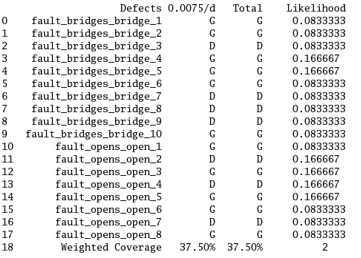 Defects 0.0075/d Total Likelihood
0 fault_bridges_bridge_1 G G 0.0833333
1 fault_bridges_bridge_2 G G 0.0833333
2 fault_bridges_bridge_3 D D 0.0833333
3 fault_bridges_bridge_4 G G 0.166667
4 fault_bridges_bridge_5 G G 0.166667
5 fault_bridges_bridge_6 G G 0.0833333
6 fault_bridges_bridge_7 D D 0.0833333
7 fault_bridges_bridge_8 D D 0.0833333
8 fault_bridges_bridge_9 D D 0.0833333
9 fault_bridges_bridge_10 G G 0.0833333
10 fault_opens_open_1 G G 0.0833333
11 fault_opens_open_2 D D 0.166667
12 fault_opens_open_3 G G 0.166667
13 fault_opens_open_4 D D 0.166667
14 fault_opens_open_5 G G 0.166667
15 fault_opens_open_6 G G 0.0833333
16 fault_opens_open_7 D D 0.0833333
17 fault_opens_open_8 G G 0.0833333
18 Weighted Coverage 37.50% 37.50% 2